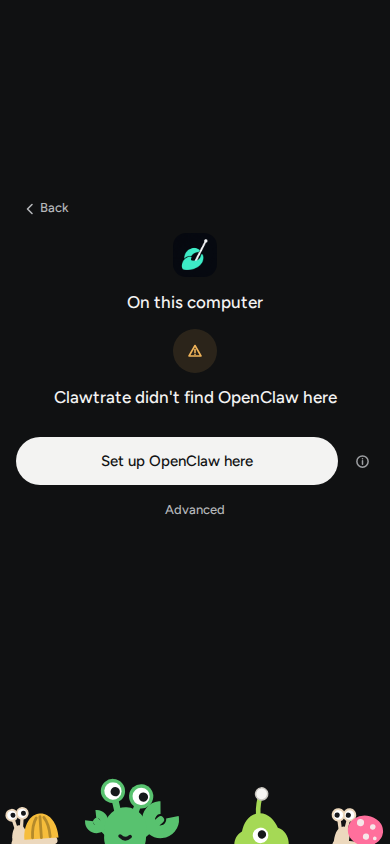 Back
On this computer
Clawtrate didn't find OpenClaw here
Set up OpenClaw here
Advanced